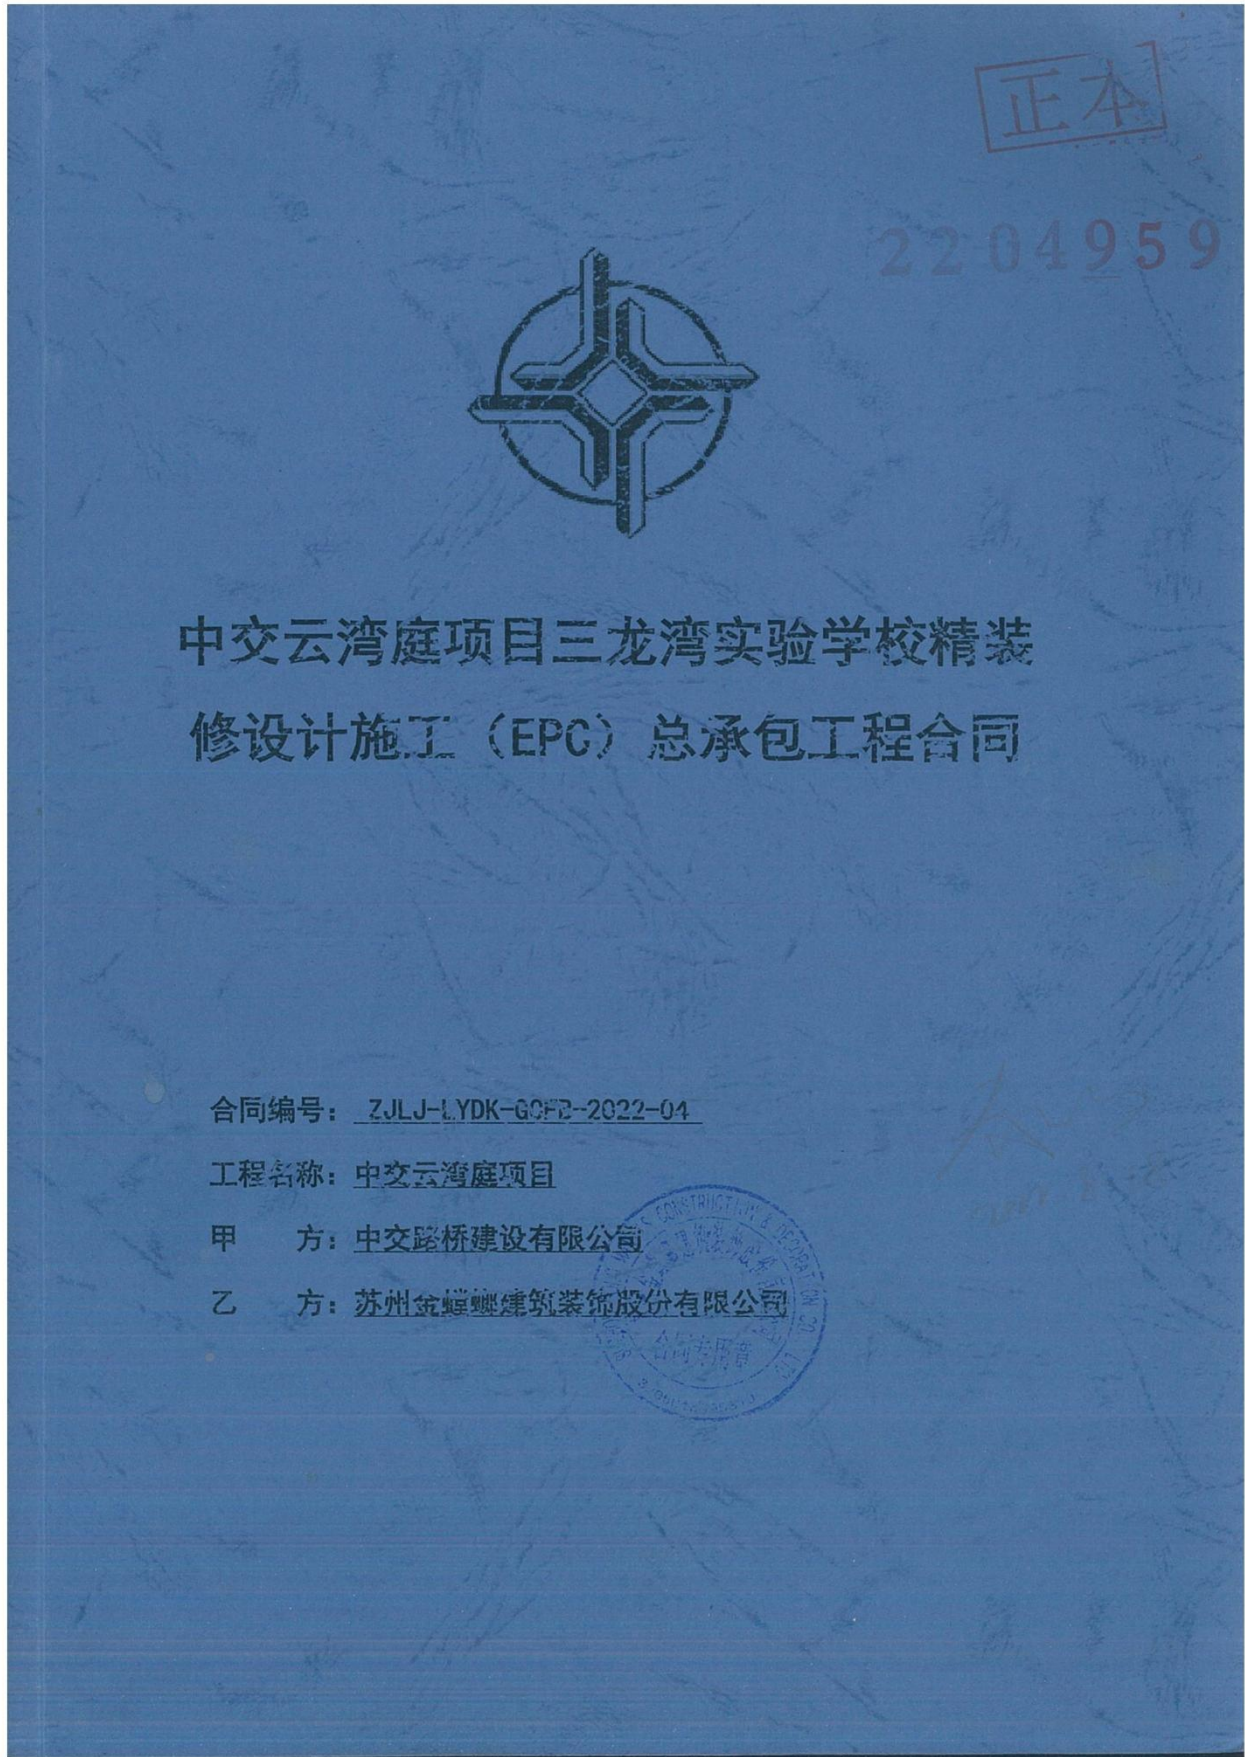 正本
2204959
中交云湾庭项目三龙湾实验学校精装
修设计施工（EPC）总承包工程合同
合同编号：ZJLJ-LYDK-GCFB-2022-04
工程名称：中交云湾庭项目
甲 方：中交路桥建设有限公司
乙 方：苏州金螳螂建筑装饰股份有限公司
CONSTRUCTION & DECORATION CO., LTD
合同专用章